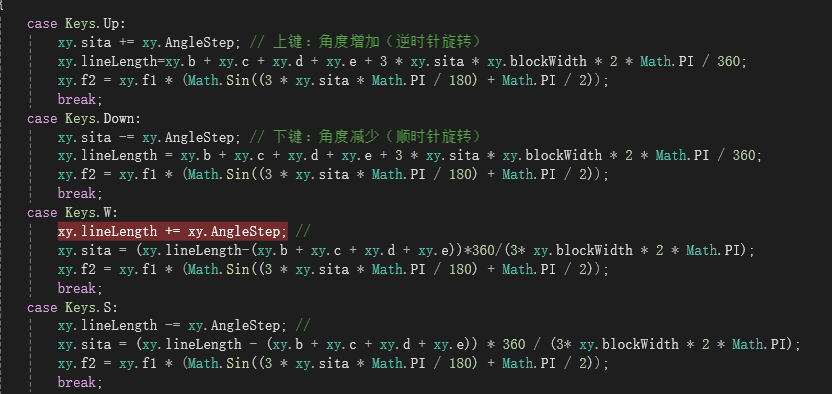 {
case Keys.Up:
xy.sita += xy.AngleStep; // 上键：角度增加（逆时针旋转）
xy.lineLength=xy.b + xy.c + xy.d + xy.e + 3 * xy.sita * xy.blockWidth * 2 * Math.PI / 360;
xy.f2 = xy.f1 * (Math.Sin((3 * xy.sita * Math.PI / 180) + Math.PI / 2));
break;
case Keys.Down:
xy.sita -= xy.AngleStep; // 下键：角度减少（顺时针旋转）
xy.lineLength = xy.b + xy.c + xy.d + xy.e + 3 * xy.sita * xy.blockWidth * 2 * Math.PI / 360;
xy.f2 = xy.f1 * (Math.Sin((3 * xy.sita * Math.PI / 180) + Math.PI / 2));
break;
case Keys.W:
xy.lineLength += xy.AngleStep; //
xy.sita = (xy.lineLength-(xy.b + xy.c + xy.d + xy.e))*360/(3* xy.blockWidth * 2 * Math.PI);
xy.f2 = xy.f1 * (Math.Sin((3 * xy.sita * Math.PI / 180) + Math.PI / 2));
break;
case Keys.S:
xy.lineLength -= xy.AngleStep; //
xy.sita = (xy.lineLength - (xy.b + xy.c + xy.d + xy.e)) * 360 / (3* xy.blockWidth * 2 * Math.PI);
xy.f2 = xy.f1 * (Math.Sin((3 * xy.sita * Math.PI / 180) + Math.PI / 2));
break;